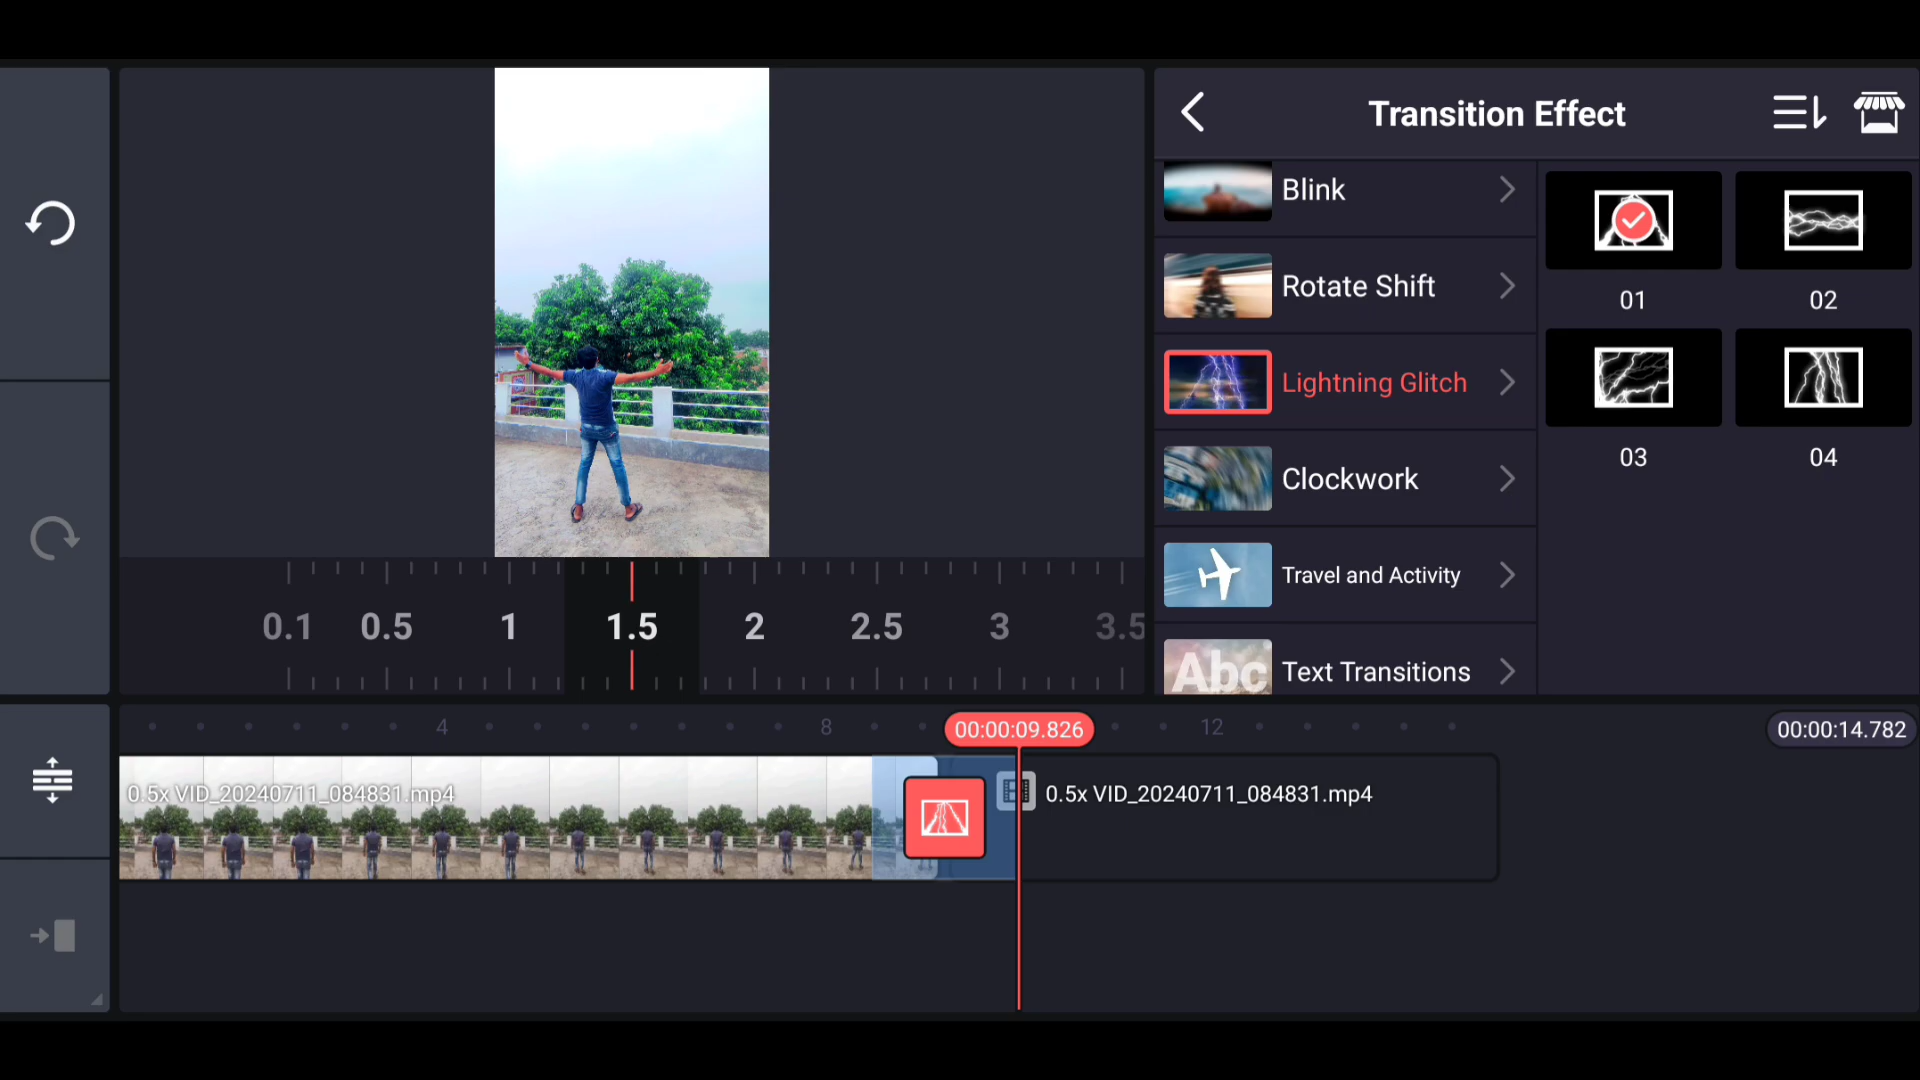 Transition Effect
Blink
Rotate Shift
Lightning Glitch
Clockwork
Travel and Activity
Abc Text Transitions
01
02
03
04
0.1 0.5 1 1.5 2 2.5 3 3.5
4 8 00:00:09.826 12 00:00:14.782
0.5x VID_20240711_084831.mp4
0.5x VID_20240711_084831.mp4